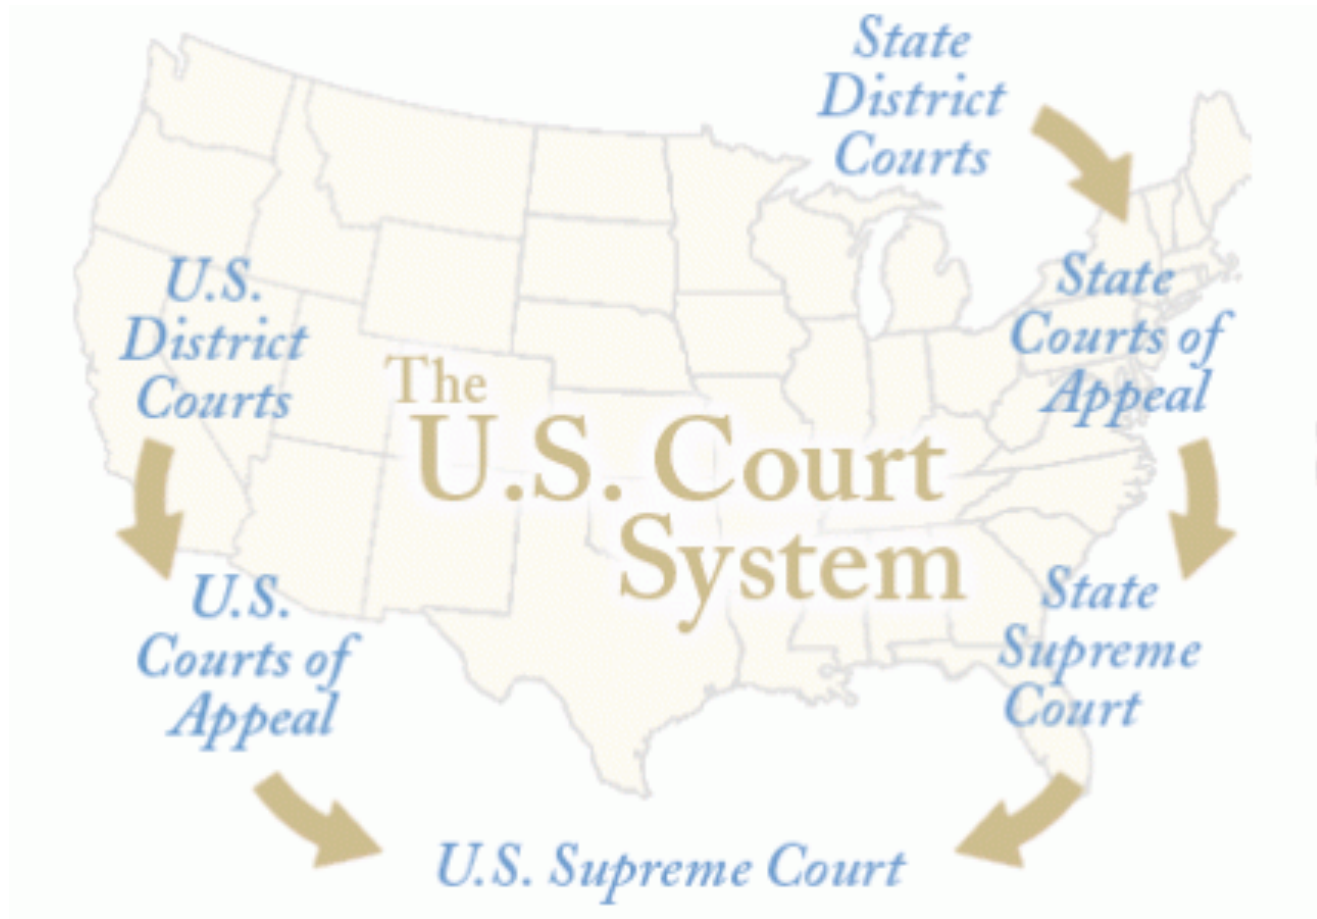 State
District
Courts
U.S.
District
Courts
State
Courts of
Appeal
The
U.S. Court
System
U.S.
Courts of
Appeal
State
Supreme
Court
U.S. Supreme Court